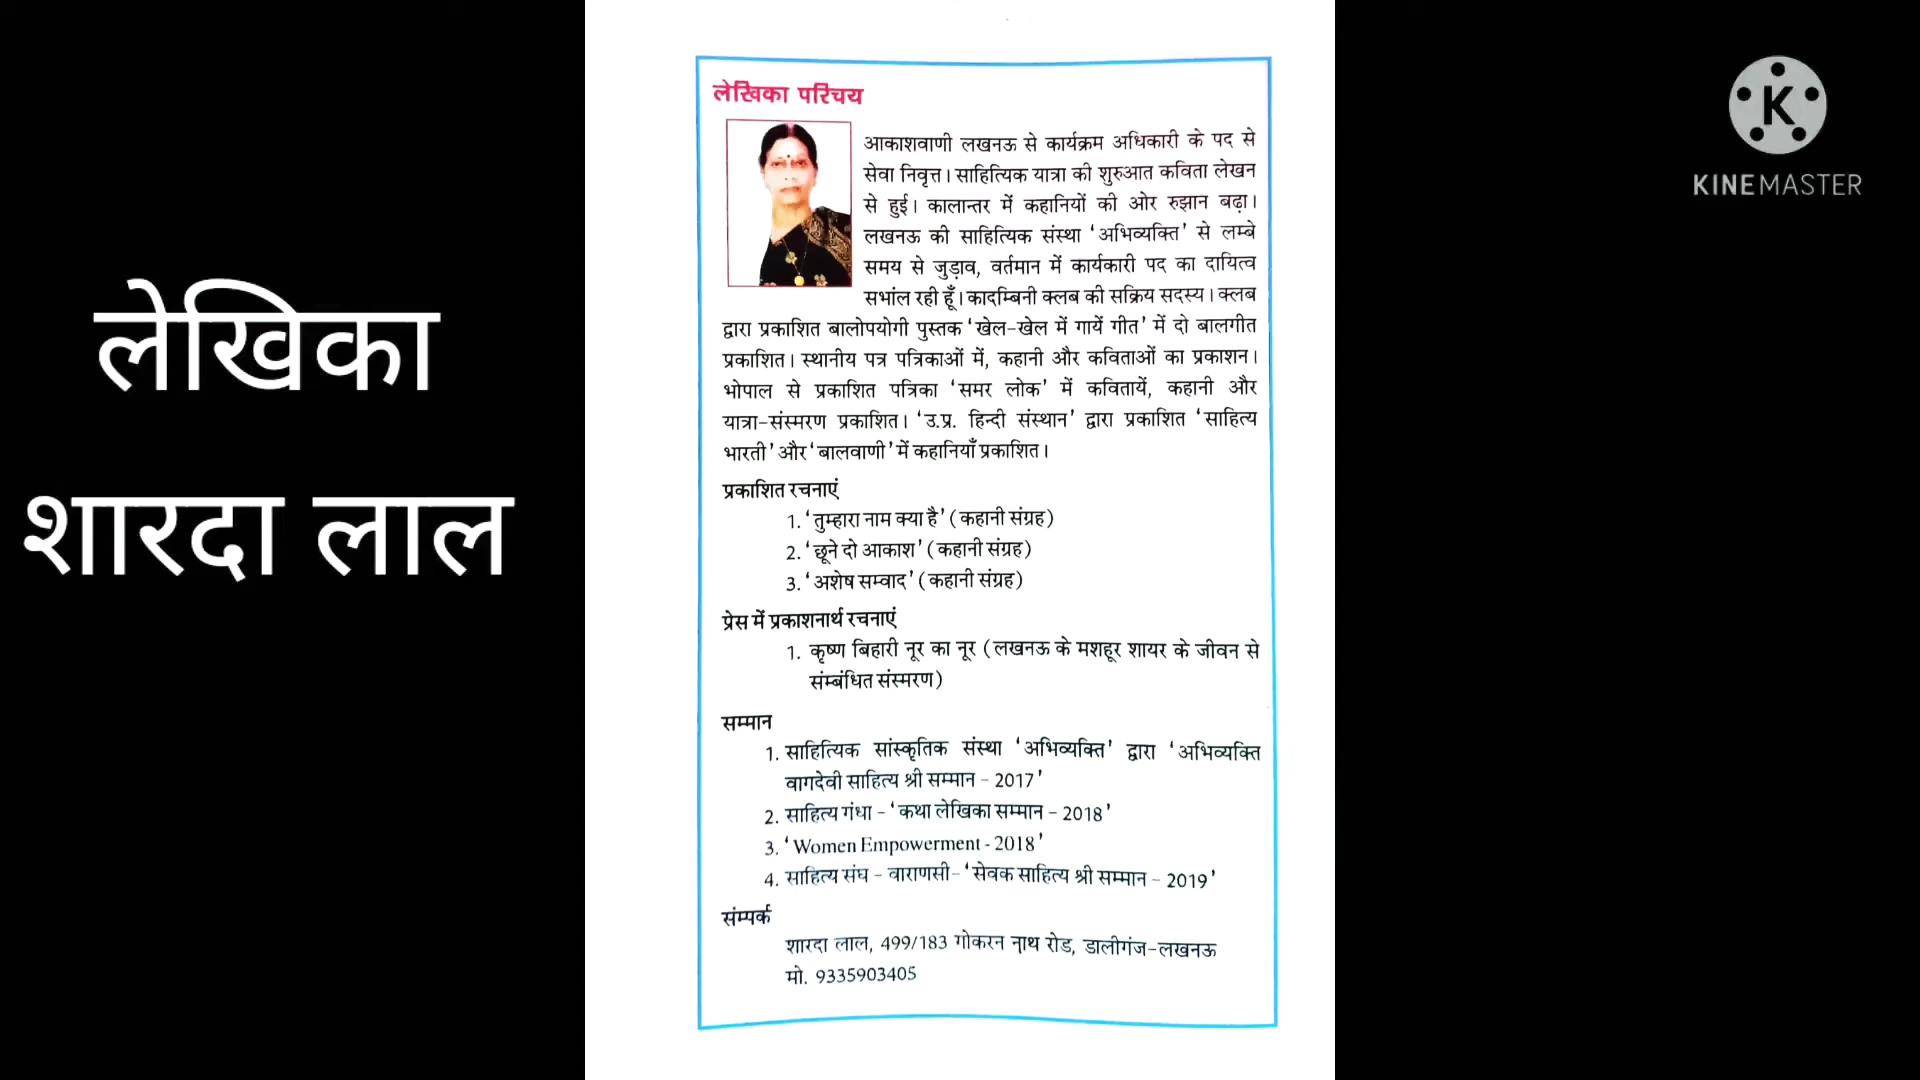 लेखिका
शारदा लाल
लेखिका परिचय
आकाशवाणी लखनऊ से कार्यक्रम अधिकारी के पद से
सेवा निवृत्त। साहित्यिक यात्रा की शुरुआत कविता लेखन
से हुई। कालान्तर में कहानियों की ओर रुझान बढ़ा।
लखनऊ की साहित्यिक संस्था ‘अभिव्यक्ति’ से लम्बे
समय से जुड़ाव, वर्तमान में कार्यकारी पद का दायित्व
सभांल रही हूँ। कादम्बिनी क्लब की सक्रिय सदस्य। क्लब
द्वारा प्रकाशित बालोपयोगी पुस्तक ‘खेल-खेल में गायें गीत’ में दो बालगीत
प्रकाशित। स्थानीय पत्र पत्रिकाओं में, कहानी और कविताओं का प्रकाशन।
भोपाल से प्रकाशित पत्रिका ‘समर लोक’ में कवितायें, कहानी और
यात्रा-संस्मरण प्रकाशित। ‘उ.प्र. हिन्दी संस्थान’ द्वारा प्रकाशित ‘साहित्य
भारती’ और ‘बालवाणी’ में कहानियाँ प्रकाशित।
प्रकाशित रचनाएं
1. ‘तुम्हारा नाम क्या है’ (कहानी संग्रह)
2. ‘छूने दो आकाश’ (कहानी संग्रह)
3. ‘अशेष सम्वाद’ (कहानी संग्रह)
प्रेस में प्रकाशनार्थ रचनाएं
1. कृष्ण बिहारी नूर का नूर (लखनऊ के मशहूर शायर के जीवन से
संम्बंधित संस्मरण)
सम्मान
1. साहित्यिक सांस्कृतिक संस्था ‘अभिव्यक्ति’ द्वारा ‘अभिव्यक्ति
वागदेवी साहित्य श्री सम्मान - 2017’
2. साहित्य गंधा - ‘कथा लेखिका सम्मान - 2018’
3. ‘Women Empowerment - 2018’
4. साहित्य संघ - वाराणसी- ‘सेवक साहित्य श्री सम्मान - 2019’
संम्पर्क
शारदा लाल, 499/183 गोकरन नाथ रोड, डालीगंज-लखनऊ
मो. 9335903405
K
KINEMASTER